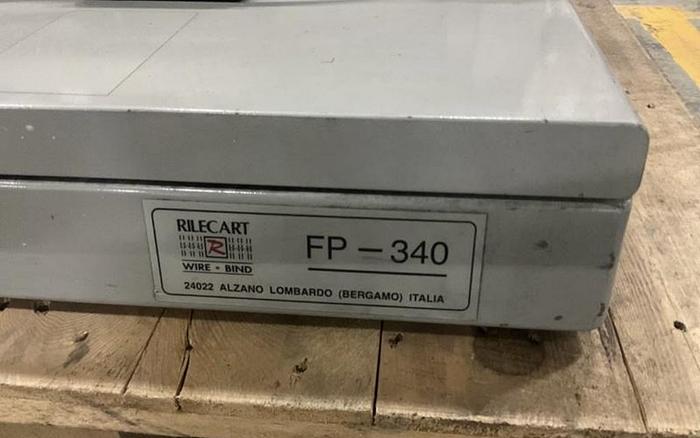 RILECART
R
WIRE - BIND
FP - 340
24022 ALZANO LOMBARDO (BERGAMO) ITALIA